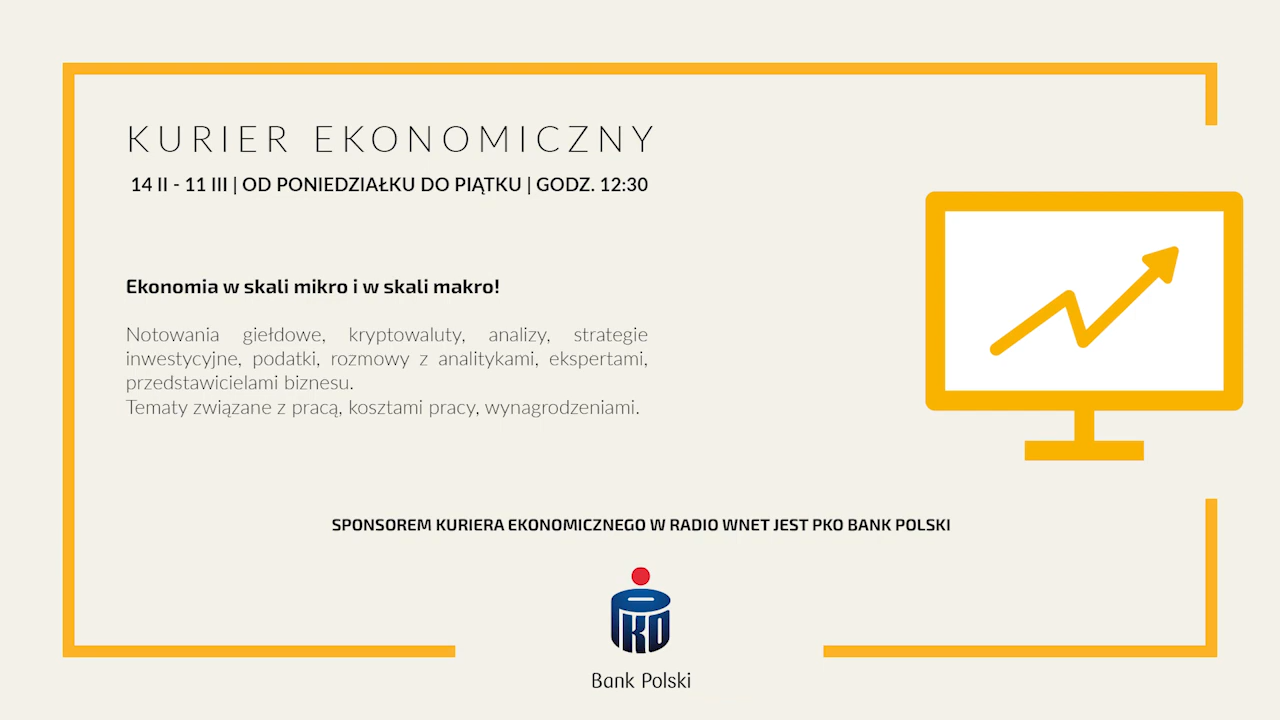 KURIER EKONOMICZNY
14 II - 11 III | OD PONIEDZIAŁKU DO PIĄTKU | GODZ. 12:30
Ekonomia w skali mikro i w skali makro!
Notowania giełdowe, kryptowaluty, analizy, strategie
inwestycyjne, podatki, rozmowy z analitykami, ekspertami,
przedstawicielami biznesu.
Tematy związane z pracą, kosztami pracy, wynagrodzeniami.
SPONSOREM KURIERA EKONOMICZNEGO W RADIO WNET JEST PKO BANK POLSKI
PKO
Bank Polski